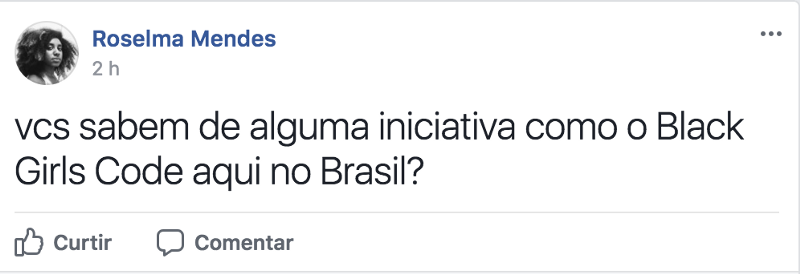 Roselma Mendes
2 h
vcs sabem de alguma iniciativa como o Black
Girls Code aqui no Brasil?
Curtir Comentar